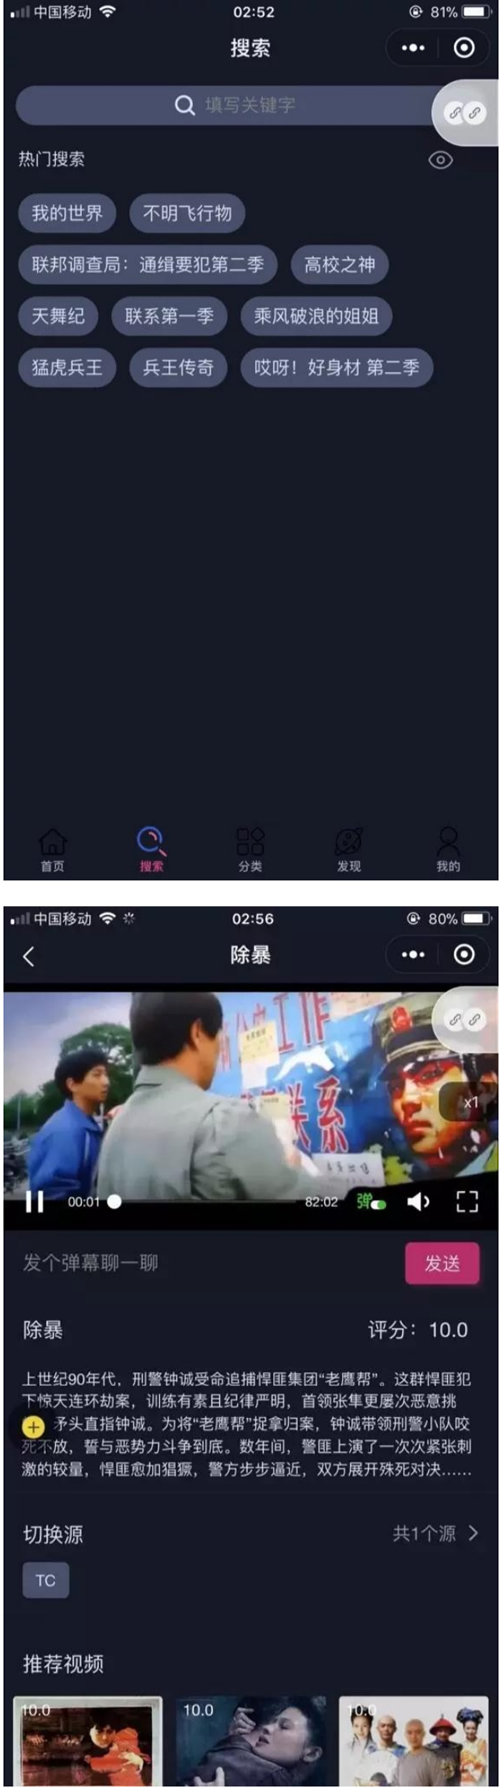 中国移动 02:52 81%
搜索
填写关键字
热门搜索
我的世界 不明飞行物
联邦调查局：通缉要犯第二季 高校之神
天舞纪 联系第一季 乘风破浪的姐姐
猛虎兵王 兵王传奇 哎呀！好身材 第二季
首页 搜索 分类 发现 我的
中国移动 02:56 80%
除暴
工作
关系
x1
00:01 82:02 弹
发个弹幕聊一聊 发送
除暴 评分：10.0
上世纪90年代，刑警钟诚受命追捕悍匪集团“老鹰帮”。这群悍匪犯
下惊天连环劫案，训练有素且纪律严明，首领张隼更屡次恶意挑
矛头直指钟诚。为将“老鹰帮”捉拿归案，钟诚带领刑警小队咬
死不放，誓与恶势力斗争到底。数年间，警匪上演了一次次紧张刺
激的较量，悍匪愈加猖獗，警方步步逼近，双方展开殊死对决……
切换源 共1个源
TC
推荐视频
10.0 10.0 10.0